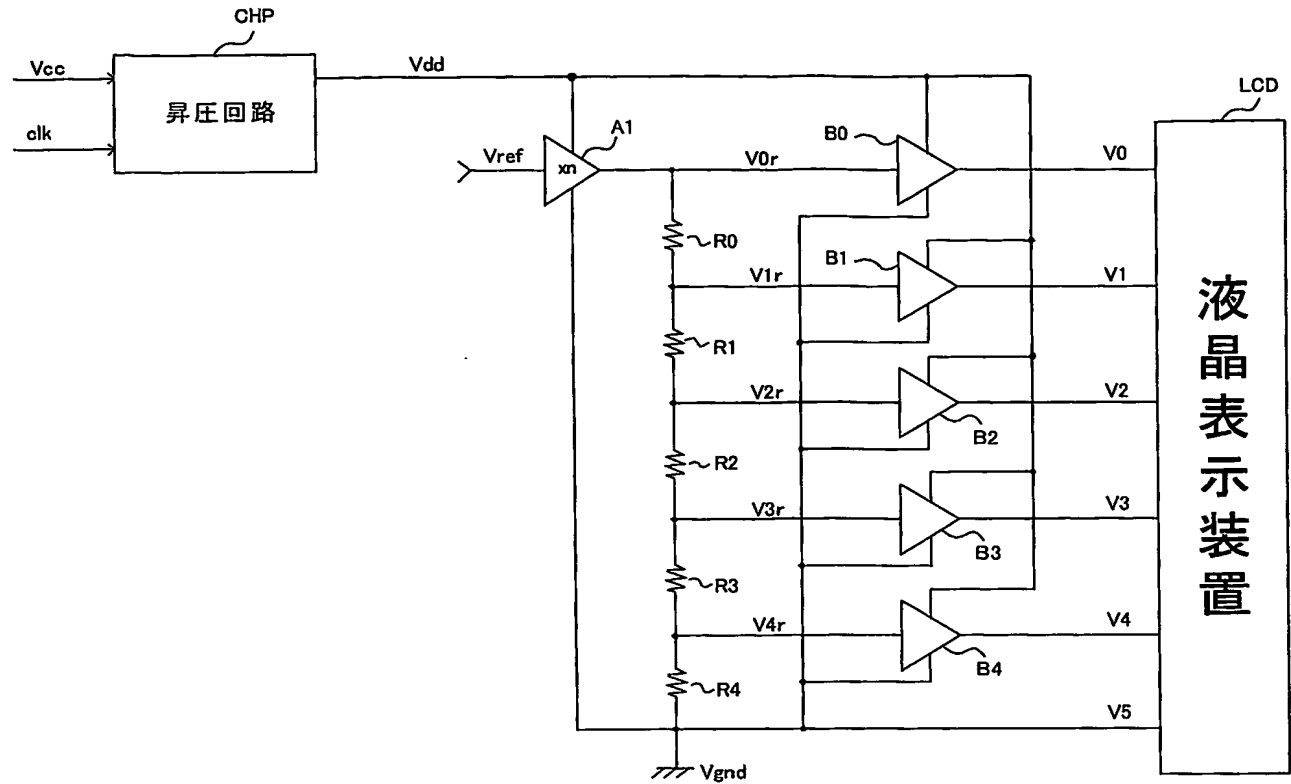 CHP
Vcc
clk
昇圧回路
Vdd
LCD
Vref
xn
A1
V0r
B0
V0
R0
V1r
B1
V1
R1
V2r
B2
V2
R2
V3r
B3
V3
R3
V4r
B4
V4
R4
V5
Vgnd
液晶表示装置